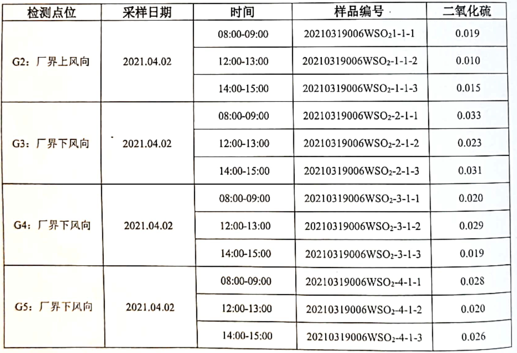 检测点位 采样日期 时间 样品编号 二氧化硫
G2：厂界上风向 2021.04.02 08:00-09:00 20210319006WSO₂1-1-1 0.019
12:00-13:00 20210319006WSO₂-1-1-2 0.010
14:00-15:00 20210319006WSO₂-1-1-3 0.015
G3：厂界下风向 2021.04.02 08:00-09:00 20210319006WSO₂-2-1-1 0.033
12:00-13:00 20210319006WSO₂-2-1-2 0.023
14:00-15:00 20210319006WSO₂-2-1-3 0.031
G4：厂界下风向 2021.04.02 08:00-09:00 20210319006WSO₂-3-1-1 0.020
12:00-13:00 20210319006WSO₂-3-1-2 0.029
14:00-15:00 20210319006WSO₂-3-1-3 0.019
G5：厂界下风向 2021.04.02 08:00-09:00 20210319006WSO₂-4-1-1 0.028
12:00-13:00 20210319006WSO₂-4-1-2 0.020
14:00-15:00 20210319006WSO₂-4-1-3 0.026